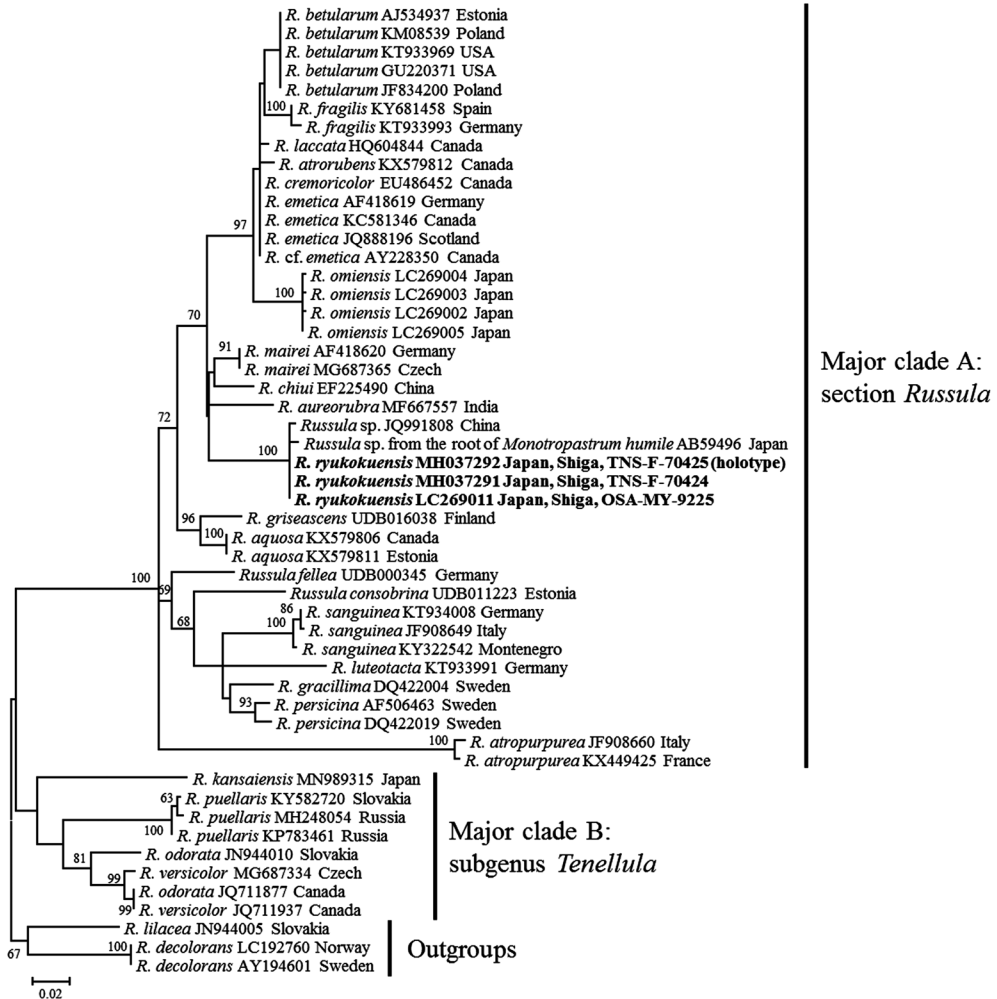 R. betularum AJ534937 Estonia
R. betularum KM08539 Poland
R. betularum KT933969 USA
R. betularum GU220371 USA
R. betularum JF834200 Poland
100
R. fragilis KY681458 Spain
R. fragilis KT933993 Germany
R. laccata HQ604844 Canada
R. atrorubens KX579812 Canada
R. cremoricolor EU486452 Canada
R. emetica AF418619 Germany
R. emetica KC581346 Canada
97
R. emetica JQ888196 Scotland
R. cf. emetica AY228350 Canada
R. omiensis LC269004 Japan
100
R. omiensis LC269003 Japan
R. omiensis LC269002 Japan
R. omiensis LC269005 Japan
70
91
R. mairei AF418620 Germany
R. mairei MG687365 Czech
R. chiui EF225490 China
R. aureorubra MF667557 India
72
Russula sp. JQ991808 China
Russula sp. from the root of Monotropastrum humile AB59496 Japan
100
R. ryukokuensis MH037292 Japan, Shiga, TNS-F-70425 (holotype)
R. ryukokuensis MH037291 Japan, Shiga, TNS-F-70424
R. ryukokuensis LC269011 Japan, Shiga, OSA-MY-9225
96
R. griseascens UDB016038 Finland
100
R. aquosa KX579806 Canada
R. aquosa KX579811 Estonia
100
69
Russula fellea UDB000345 Germany
Russula consobrina UDB011223 Estonia
68
86
R. sanguinea KT934008 Germany
100
R. sanguinea JF908649 Italy
R. sanguinea KY322542 Montenegro
R. luteotacta KT933991 Germany
R. gracillima DQ422004 Sweden
93
R. persicina AF506463 Sweden
R. persicina DQ422019 Sweden
100
R. atropurpurea JF908660 Italy
R. atropurpurea KX449425 France
Major clade A:
section Russula
R. kansaiensis MN989315 Japan
63
R. puellaris KY582720 Slovakia
R. puellaris MH248054 Russia
100
R. puellaris KP783461 Russia
81
R. odorata JN944010 Slovakia
99
R. versicolor MG687334 Czech
R. odorata JQ711877 Canada
99
R. versicolor JQ711937 Canada
Major clade B:
subgenus Tenellula
R. lilacea JN944005 Slovakia
67
100
R. decolorans LC192760 Norway
R. decolorans AY194601 Sweden
Outgroups
0.02